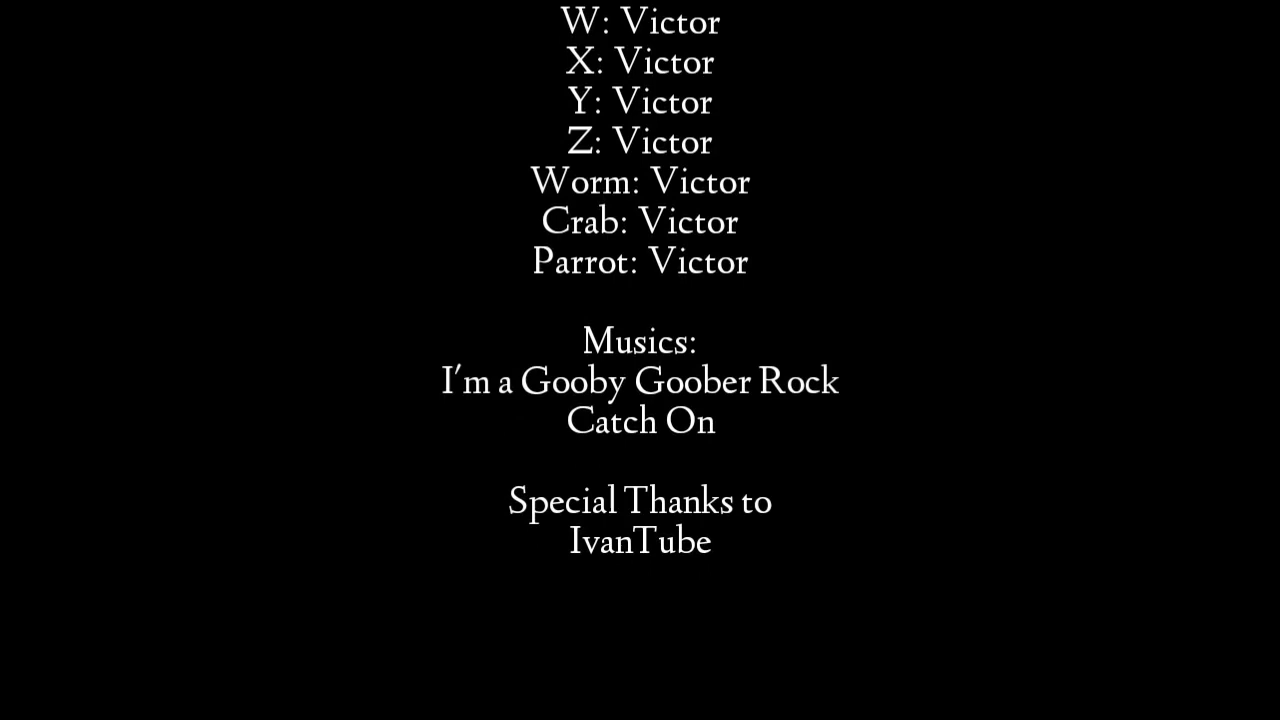 W: Victor
X: Victor
Y: Victor
Z: Victor
Worm: Victor
Crab: Victor
Parrot: Victor
Musics:
I'm a Gooby Goober Rock
Catch On
Special Thanks to
IvanTube